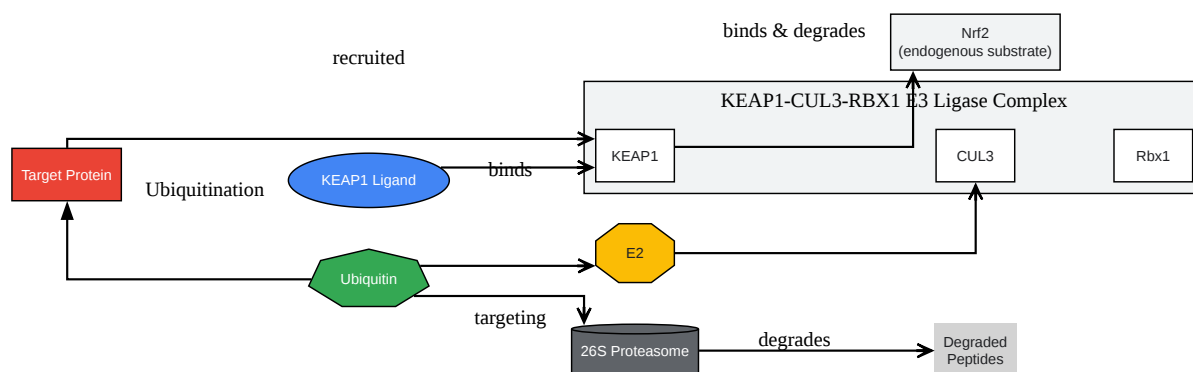 binds & degrades
Nrf2
(endogenous substrate)
recruited
KEAP1-CUL3-RBX1 E3 Ligase Complex
KEAP1
CUL3
Rbx1
Target Protein
Ubiquitination
KEAP1 Ligand
binds
E2
Ubiquitin
targeting
26S Proteasome
degrades
Degraded
Peptides